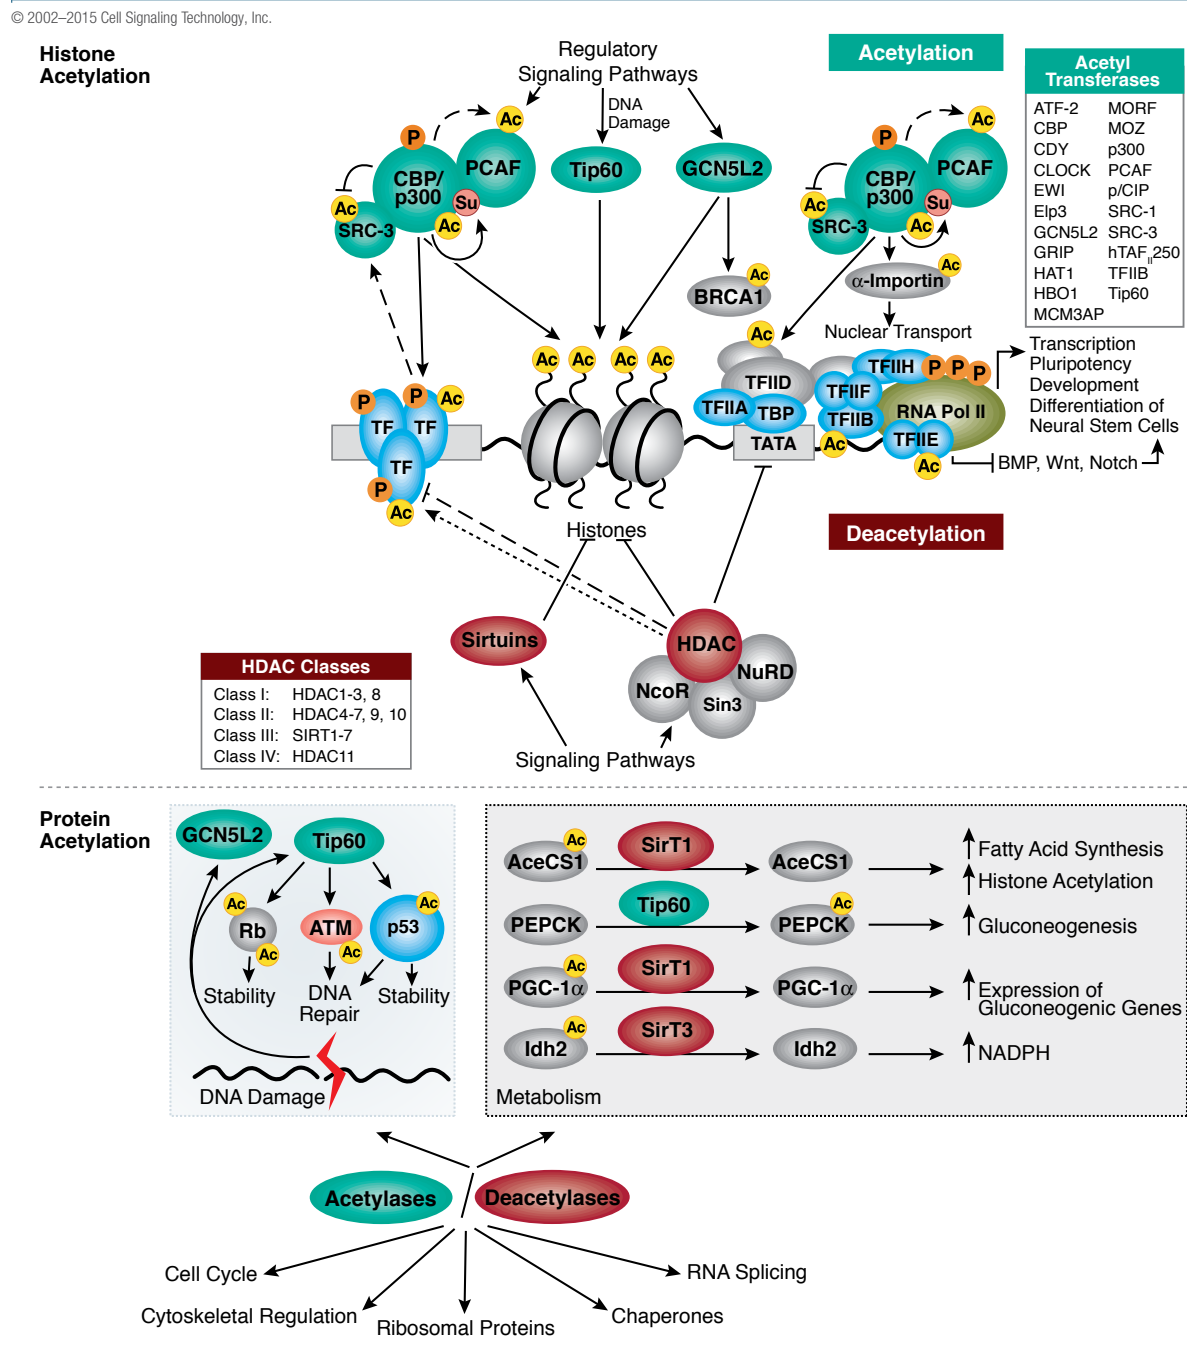 © 2002–2015 Cell Signaling Technology, Inc.
Histone
Acetylation
Regulatory
Signaling Pathways
DNA
Damage
Acetylation
Acetyl
Transferases
ATF-2 MORF
CBP MOZ
CDY p300
CLOCK PCAF
EWI p/CIP
Elp3 SRC-1
GCN5L2 SRC-3
GRIP hTAFII250
HAT1 TFIIB
HBO1 Tip60
MCM3AP
P
Ac
CBP/
p300
PCAF
Su
Ac
Ac
SRC-3
Tip60
GCN5L2
Ac
BRCA1
P
Ac
CBP/
p300
PCAF
Su
Ac
Ac
SRC-3
Ac
α-Importin
Nuclear Transport
Ac
Ac
Ac
Ac
Ac
P
P
Ac
TF
TF
TF
P
Ac
TFIID
TFIIA
TBP
TATA
TFIIH
TFIIF
TFIIB
Ac
P
P
P
RNA Pol II
TFIIE
Ac
Transcription
Pluripotency
Development
Differentiation of
Neural Stem Cells
BMP, Wnt, Notch
Histones
Deacetylation
Sirtuins
HDAC
NcoR
Sin3
NuRD
Signaling Pathways
HDAC Classes
Class I: HDAC1-3, 8
Class II: HDAC4-7, 9, 10
Class III: SIRT1-7
Class IV: HDAC11
Protein
Acetylation
GCN5L2
Tip60
Ac
Rb
Ac
ATM
Ac
Ac
p53
Stability
DNA
Repair
Stability
DNA Damage
Ac
AceCS1
SirT1
AceCS1
Fatty Acid Synthesis
Histone Acetylation
PEPCK
Tip60
Ac
PEPCK
Gluconeogenesis
Ac
PGC-1α
SirT1
PGC-1α
Expression of
Gluconeogenic Genes
Ac
Idh2
SirT3
Idh2
NADPH
Metabolism
Acetylases
Deacetylases
Cell Cycle
Cytoskeletal Regulation
Ribosomal Proteins
Chaperones
RNA Splicing